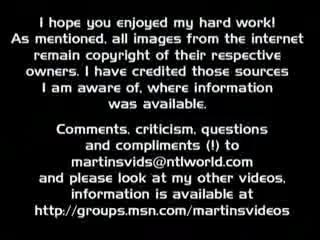 I hope you enjoyed my hard work!
As mentioned, all images from the internet
remain copyright of their respective
owners. I have credited those sources
I am aware of, where information
was available.
Comments, criticism, questions
and compliments (!) to
martinsvids@ntlworld.com
and please look at my other videos,
information is available at
http://groups.msn.com/martinsvideos